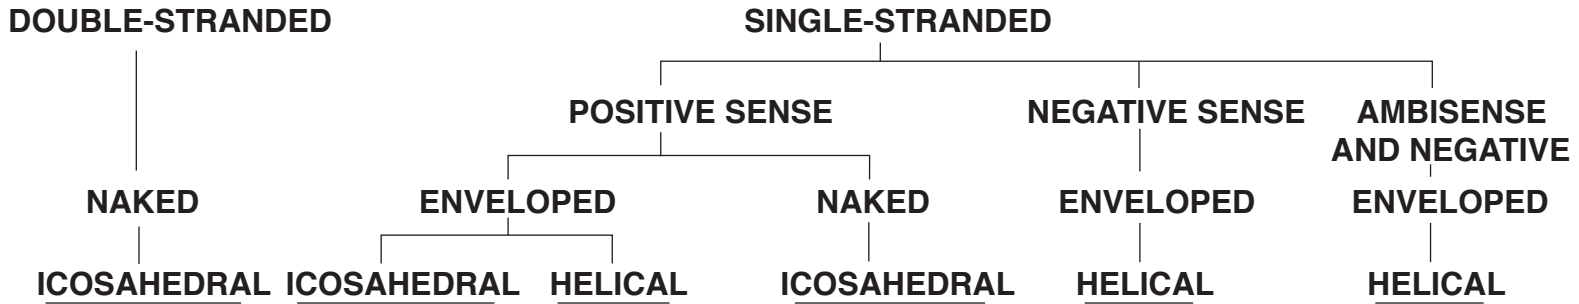 DOUBLE-STRANDED
SINGLE-STRANDED
POSITIVE SENSE
NEGATIVE SENSE
AMBISENSE
AND NEGATIVE
NAKED
ENVELOPED
NAKED
ENVELOPED
ENVELOPED
ICOSAHEDRAL
ICOSAHEDRAL
HELICAL
ICOSAHEDRAL
HELICAL
HELICAL